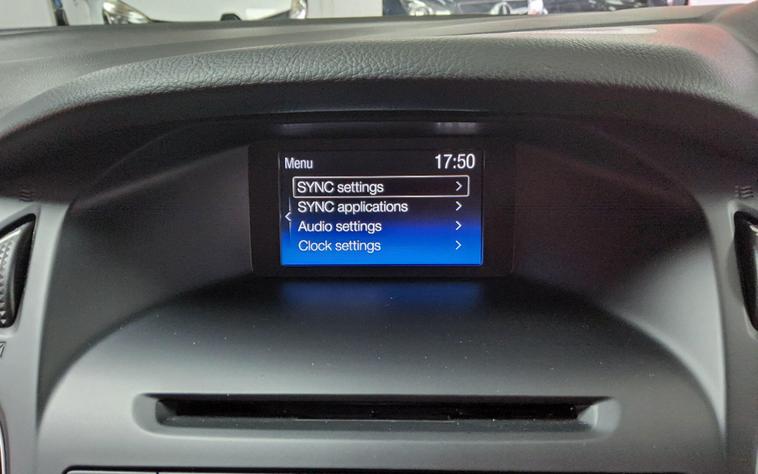 Menu 17:50
SYNC settings
SYNC applications
Audio settings
Clock settings